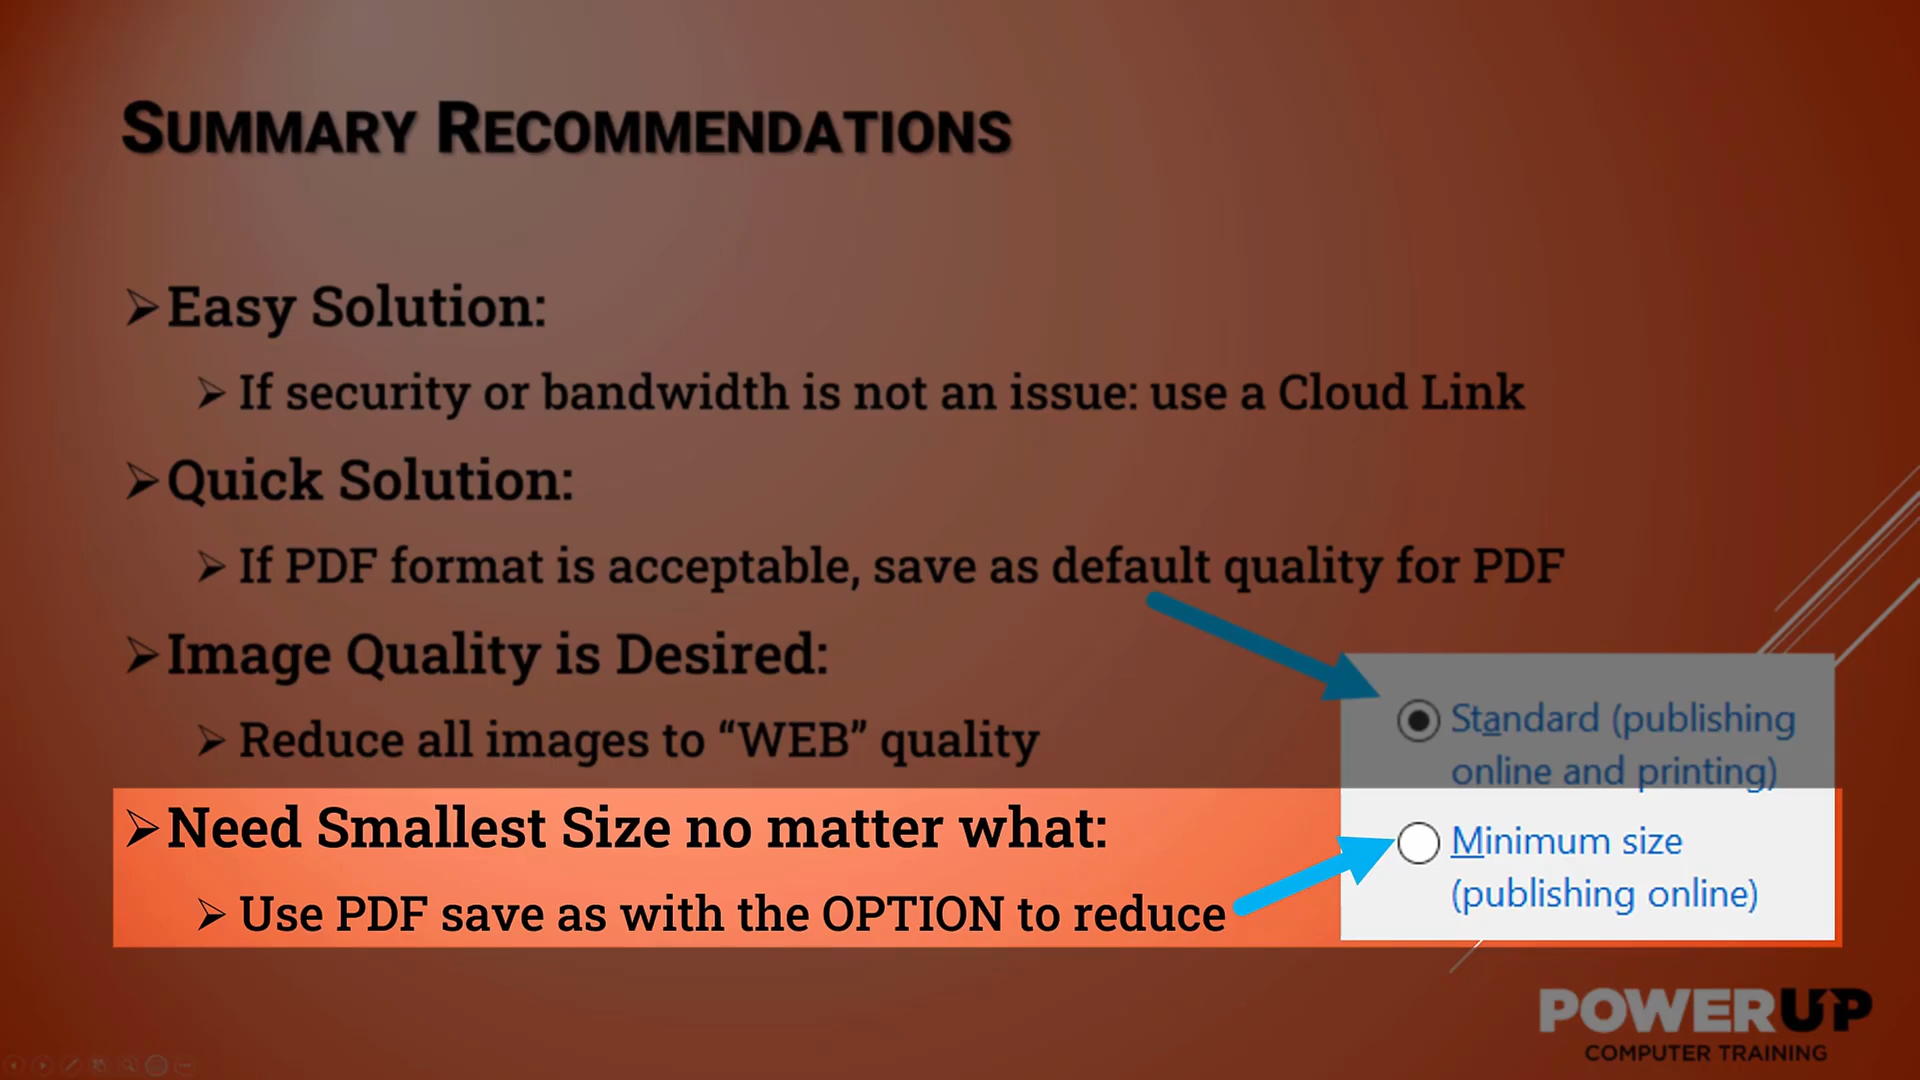 SUMMARY RECOMMENDATIONS
Easy Solution:
If security or bandwidth is not an issue: use a Cloud Link
Quick Solution:
If PDF format is acceptable, save as default quality for PDF
Image Quality is Desired:
Reduce all images to “WEB” quality
Need Smallest Size no matter what:
Use PDF save as with the OPTION to reduce
Standard (publishing
online and printing)
Minimum size
(publishing online)
POWERUP
COMPUTER TRAINING